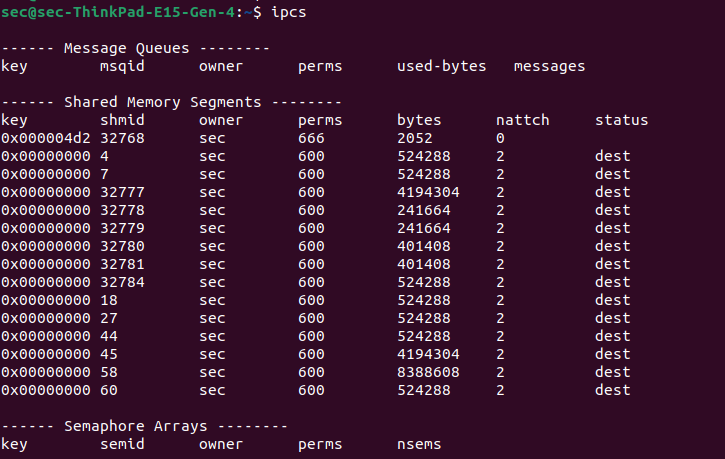 sec@sec-ThinkPad-E15-Gen-4:~$ ipcs
------ Message Queues --------
key        msqid      owner      perms      used-bytes   messages
------ Shared Memory Segments --------
key        shmid      owner      perms      bytes      nattch     status
0x000004d2 32768      sec        666        2052       0
0x00000000 4          sec        600        524288     2          dest
0x00000000 7          sec        600        524288     2          dest
0x00000000 32777      sec        600        4194304    2          dest
0x00000000 32778      sec        600        241664     2          dest
0x00000000 32779      sec        600        241664     2          dest
0x00000000 32780      sec        600        401408     2          dest
0x00000000 32781      sec        600        401408     2          dest
0x00000000 32784      sec        600        524288     2          dest
0x00000000 18         sec        600        524288     2          dest
0x00000000 27         sec        600        524288     2          dest
0x00000000 44         sec        600        524288     2          dest
0x00000000 45         sec        600        4194304    2          dest
0x00000000 58         sec        600        8388608    2          dest
0x00000000 60         sec        600        524288     2          dest
------ Semaphore Arrays --------
key        semid      owner      perms      nsems